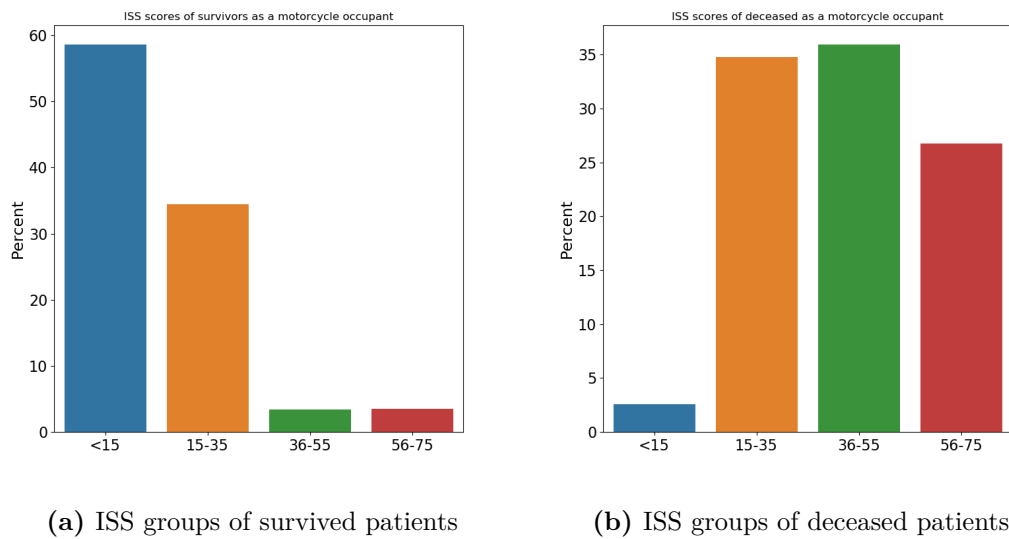 ISS scores of survivors as a motorcycle occupant
60
50
40
30
20
10
0
Percent
<15 15-35 36-55 56-75
(a) ISS groups of survived patients
ISS scores of deceased as a motorcycle occupant
35
30
25
20
15
10
5
0
Percent
<15 15-35 36-55 56-75
(b) ISS groups of deceased patients